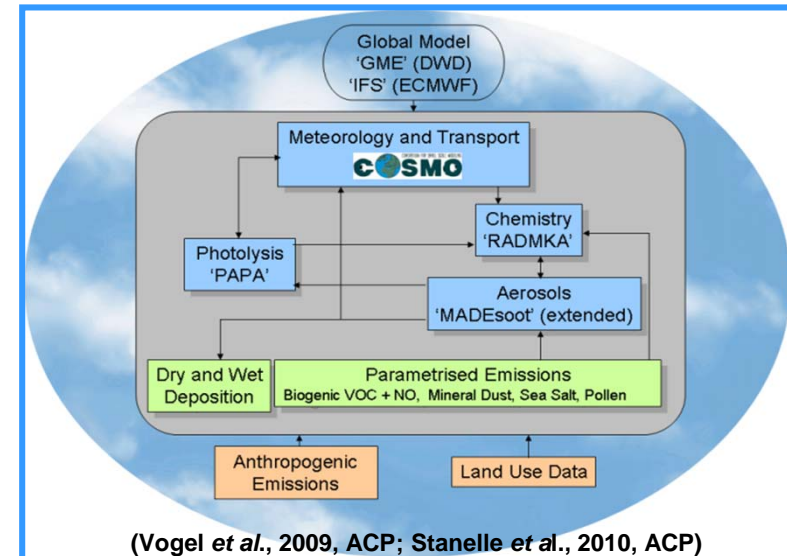 Global Model
'GME' (DWD)
'IFS' (ECMWF)
Meteorology and Transport
COSMO
Chemistry
'RADMKA'
Photolysis
'PAPA'
Aerosols
'MADEsoot' (extended)
Dry and Wet
Deposition
Parametrised Emissions
Biogenic VOC + NO, Mineral Dust, Sea Salt, Pollen
Anthropogenic
Emissions
Land Use Data
(Vogel et al., 2009, ACP; Stanelle et al., 2010, ACP)